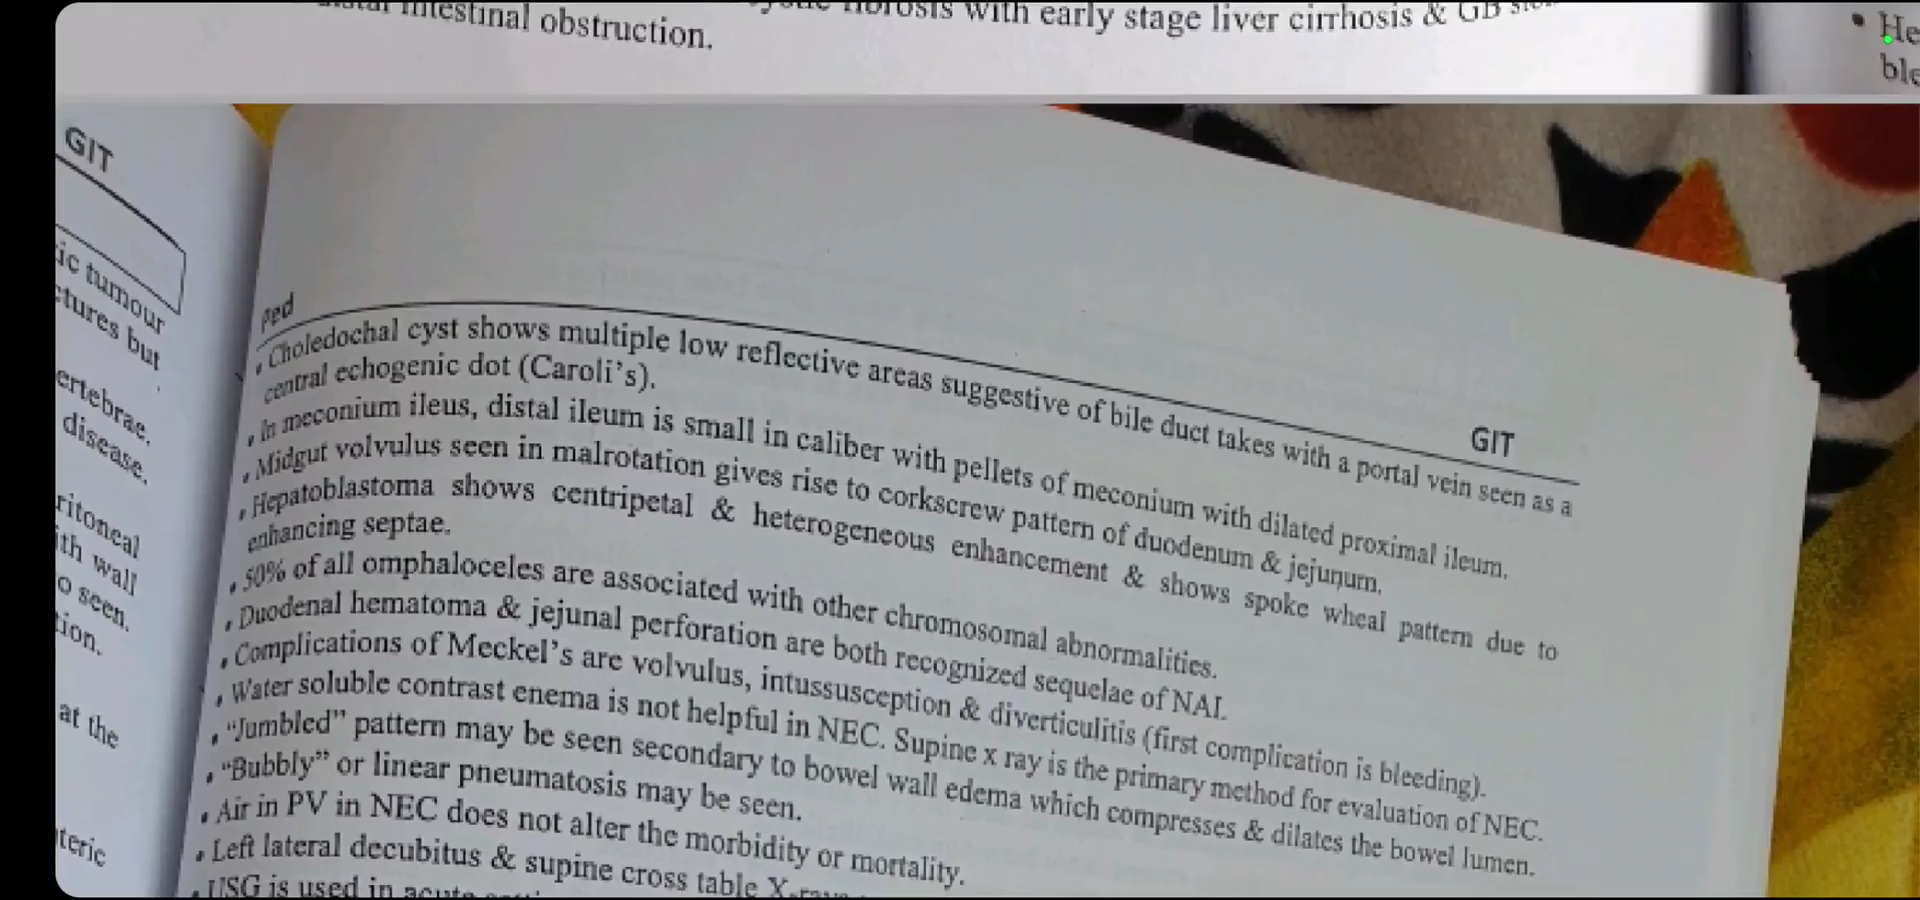 distal intestinal obstruction.
fibrosis with early stage liver cirrhosis & GB
• He
ble
GIT
ic tumour
ctures but
ertebrae.
disease.
ritoneal
ith wall
o seen.
tion.
at the
teric
Ped
GIT
• Choledochal cyst shows multiple low reflective areas suggestive of bile duct takes with a portal vein seen as a
central echogenic dot (Caroli's).
• In meconium ileus, distal ileum is small in caliber with pellets of meconium with dilated proximal ileum.
• Midgut volvulus seen in malrotation gives rise to corkscrew pattern of duodenum & jejunum.
• Hepatoblastoma shows centripetal & heterogeneous enhancement & shows spoke wheal pattern due to
enhancing septae.
• 50% of all omphaloceles are associated with other chromosomal abnormalities.
• Duodenal hematoma & jejunal perforation are both recognized sequelae of NAI.
• Complications of Meckel's are volvulus, intussusception & diverticulitis (first complication is bleeding).
• Water soluble contrast enema is not helpful in NEC. Supine x ray is the primary method for evaluation of NEC.
• "Jumbled" pattern may be seen secondary to bowel wall edema which compresses & dilates the bowel lumen.
• "Bubbly" or linear pneumatosis may be seen.
• Air in PV in NEC does not alter the morbidity or mortality.
• Left lateral decubitus & supine cross table X-rays
• USG is used in acute